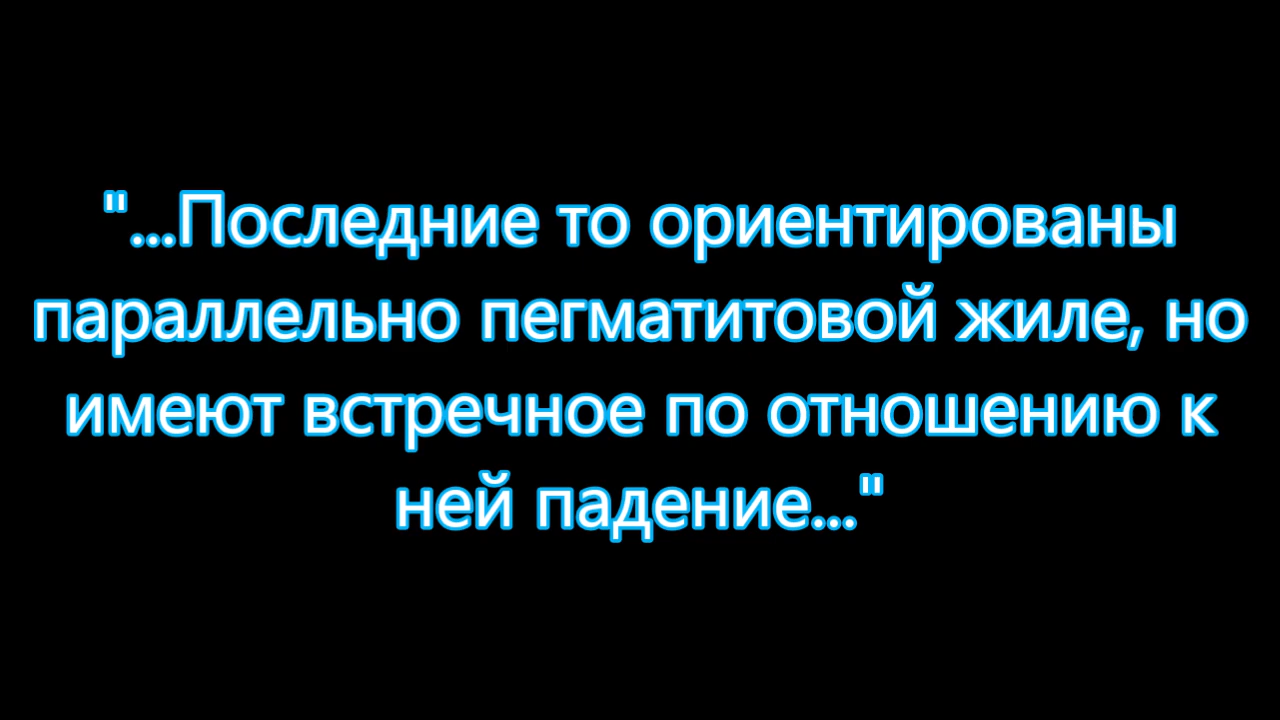 "...Последние то ориентированы
параллельно пегматитовой жиле, но
имеют встречное по отношению к
ней падение..."